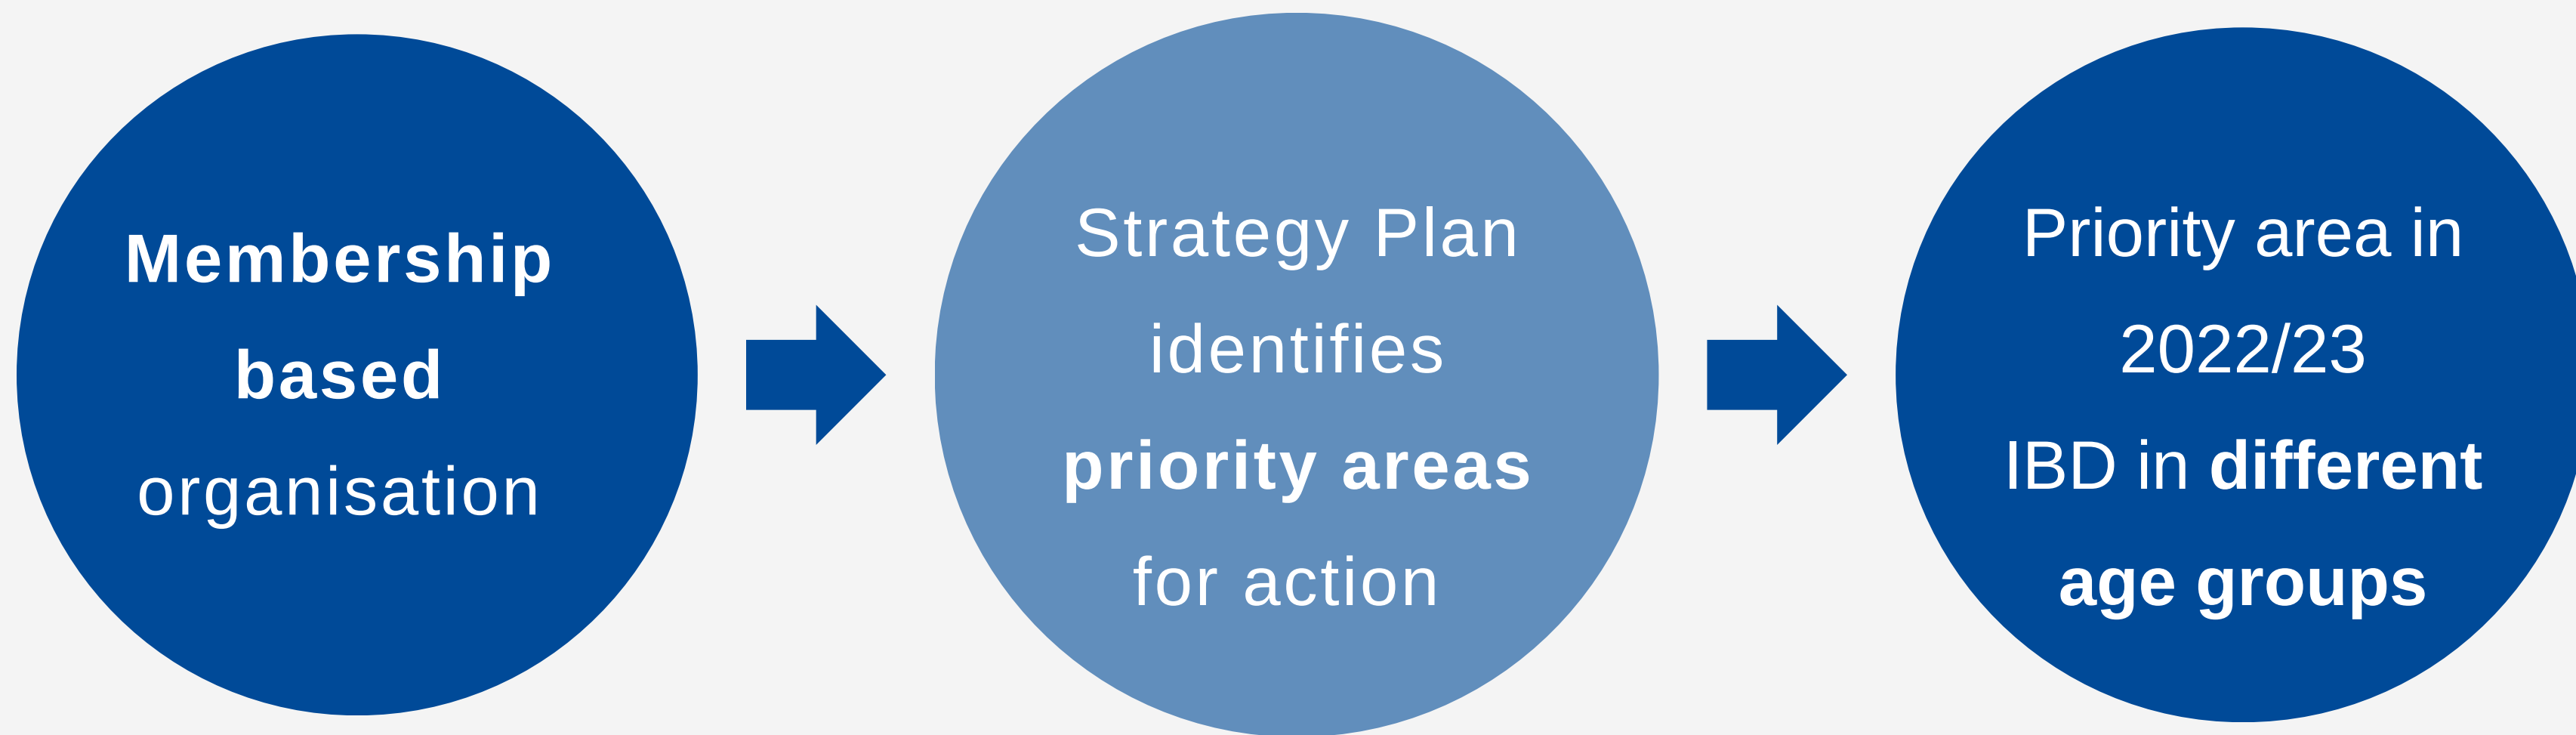 Membership
based
organisation
Strategy Plan
identifies
priority areas
for action
Priority area in
2022/23
IBD in different
age groups